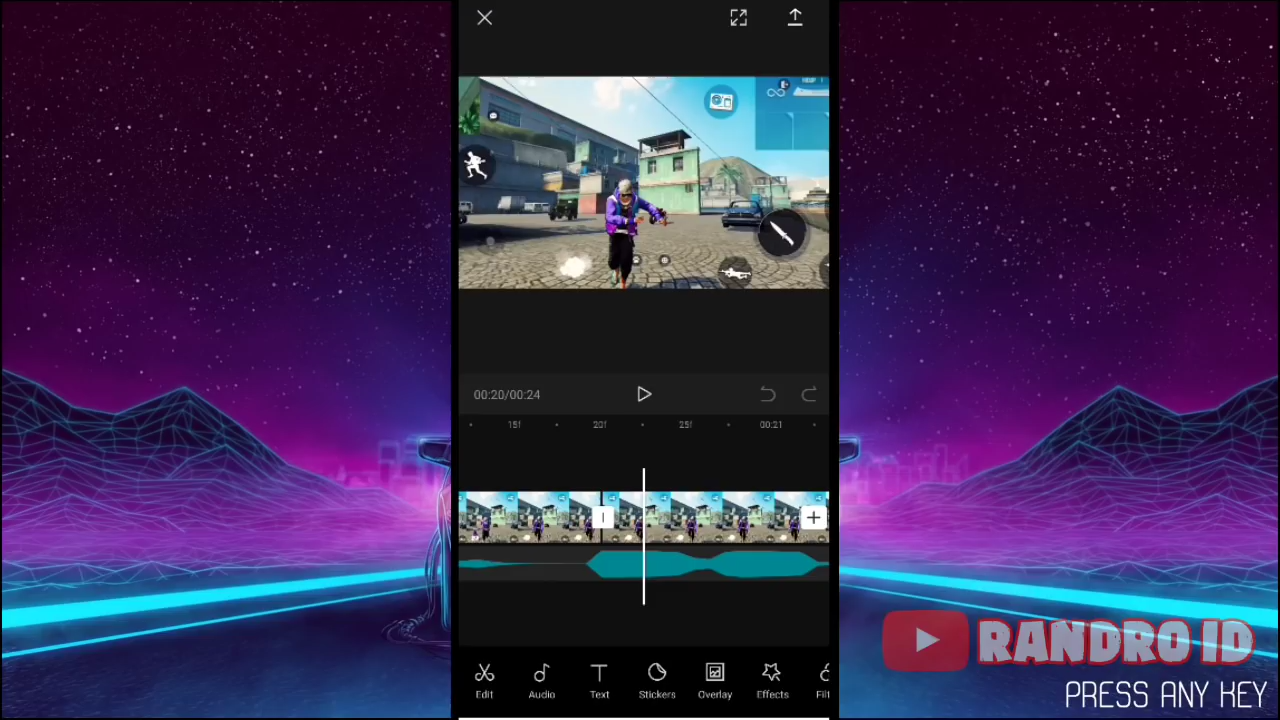 00:20/00:24
15f 20f 25f 00:21
Edit Audio Text Stickers Overlay Effects Filt
RANDRO ID
PRESS ANY KEY